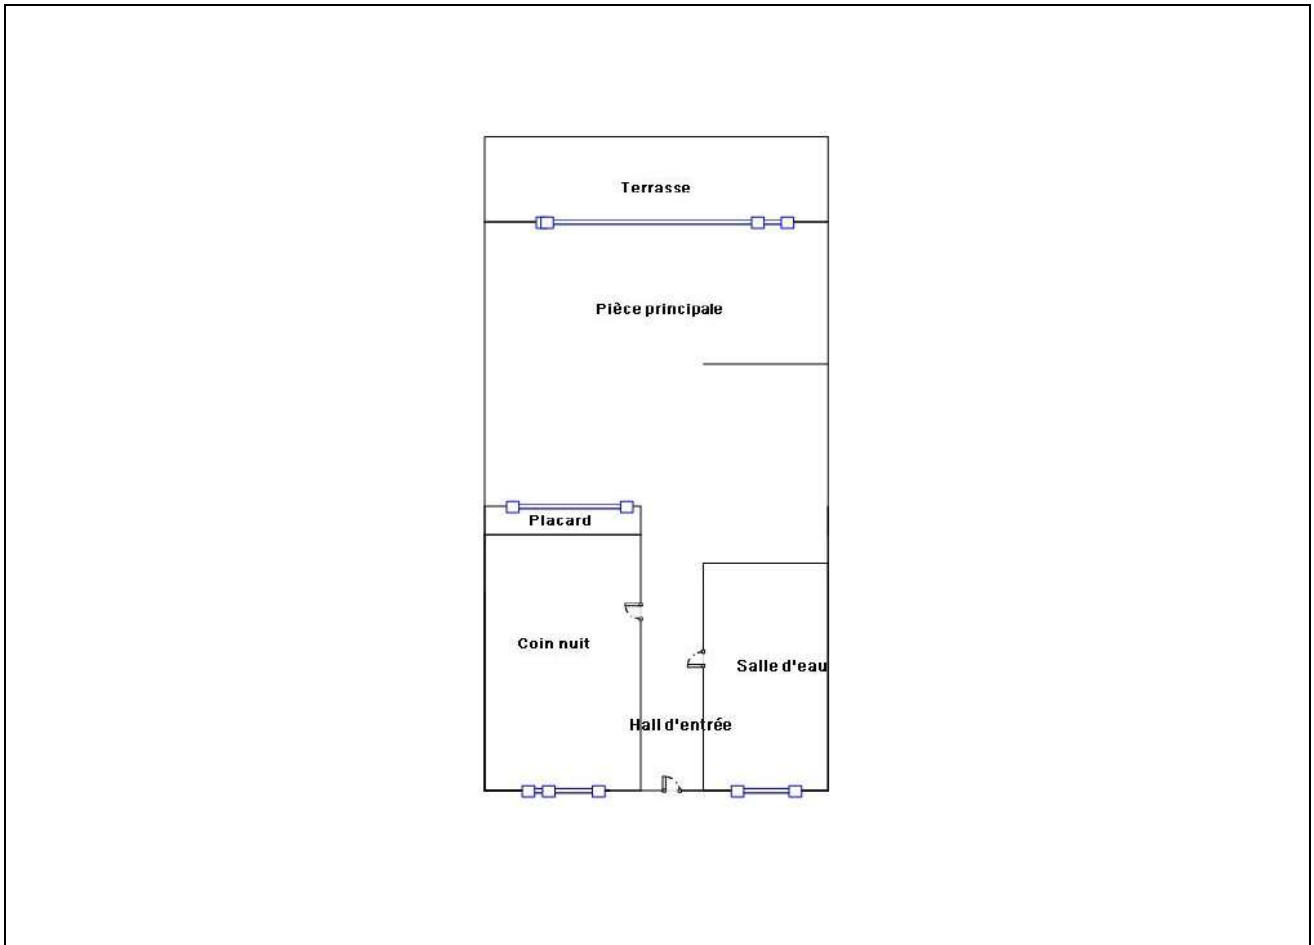 Terrasse
Pièce principale
Placard
Coin nuit
Salle d'eau
Hall d'entrée